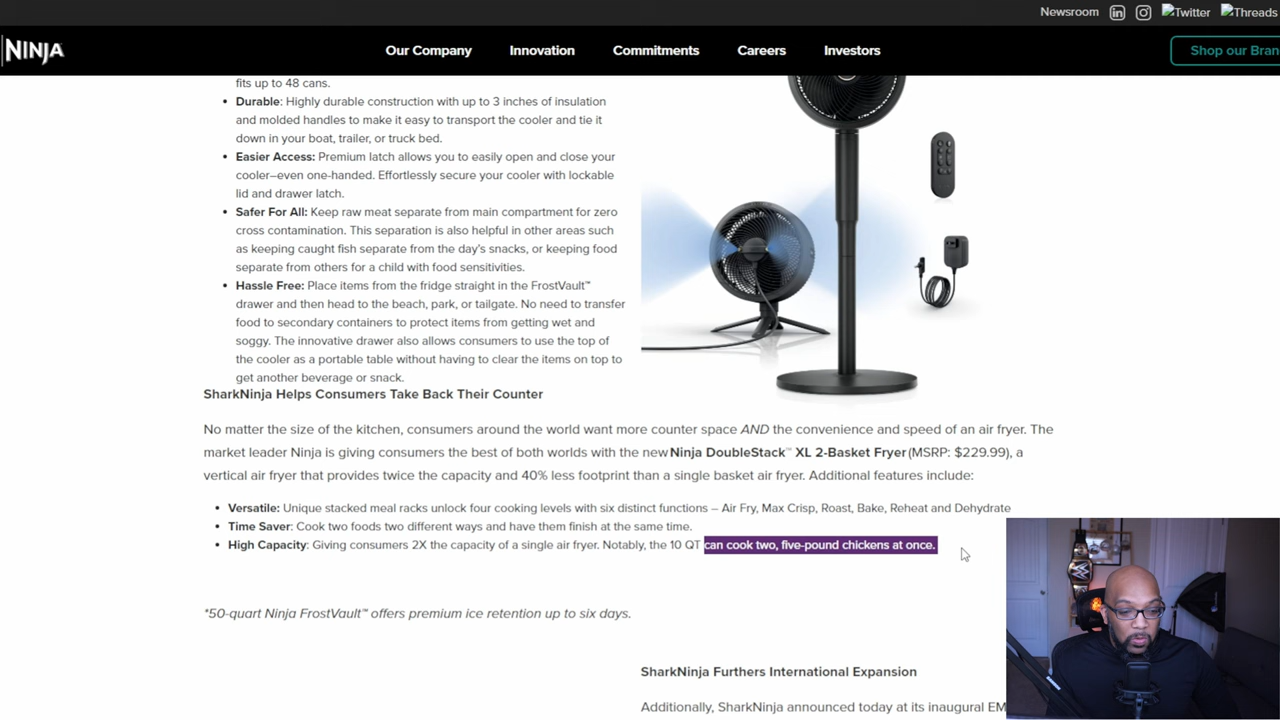 Newsroom
Twitter
Threads
NINJA
Our Company
Innovation
Commitments
Careers
Investors
Shop our Bran
fits up to 48 cans.
• Durable: Highly durable construction with up to 3 inches of insulation
and molded handles to make it easy to transport the cooler and tie it
down in your boat, trailer, or truck bed.
• Easier Access: Premium latch allows you to easily open and close your
cooler–even one-handed. Effortlessly secure your cooler with lockable
lid and drawer latch.
• Safer For All: Keep raw meat separate from main compartment for zero
cross contamination. This separation is also helpful in other areas such
as keeping caught fish separate from the day's snacks, or keeping food
separate from others for a child with food sensitivities.
• Hassle Free: Place items from the fridge straight in the FrostVault™
drawer and then head to the beach, park, or tailgate. No need to transfer
food to secondary containers to protect items from getting wet and
soggy. The innovative drawer also allows consumers to use the top of
the cooler as a portable table without having to clear the items on top to
get another beverage or snack.
SharkNinja Helps Consumers Take Back Their Counter
No matter the size of the kitchen, consumers around the world want more counter space AND the convenience and speed of an air fryer. The
market leader Ninja is giving consumers the best of both worlds with the new Ninja DoubleStack™ XL 2-Basket Fryer (MSRP: $229.99), a
vertical air fryer that provides twice the capacity and 40% less footprint than a single basket air fryer. Additional features include:
• Versatile: Unique stacked meal racks unlock four cooking levels with six distinct functions – Air Fry, Max Crisp, Roast, Bake, Reheat and Dehydrate
• Time Saver: Cook two foods two different ways and have them finish at the same time.
• High Capacity: Giving consumers 2X the capacity of a single air fryer. Notably, the 10 QT can cook two, five-pound chickens at once.
*50-quart Ninja FrostVault™ offers premium ice retention up to six days.
SharkNinja Furthers International Expansion
Additionally, SharkNinja announced today at its inaugural EM